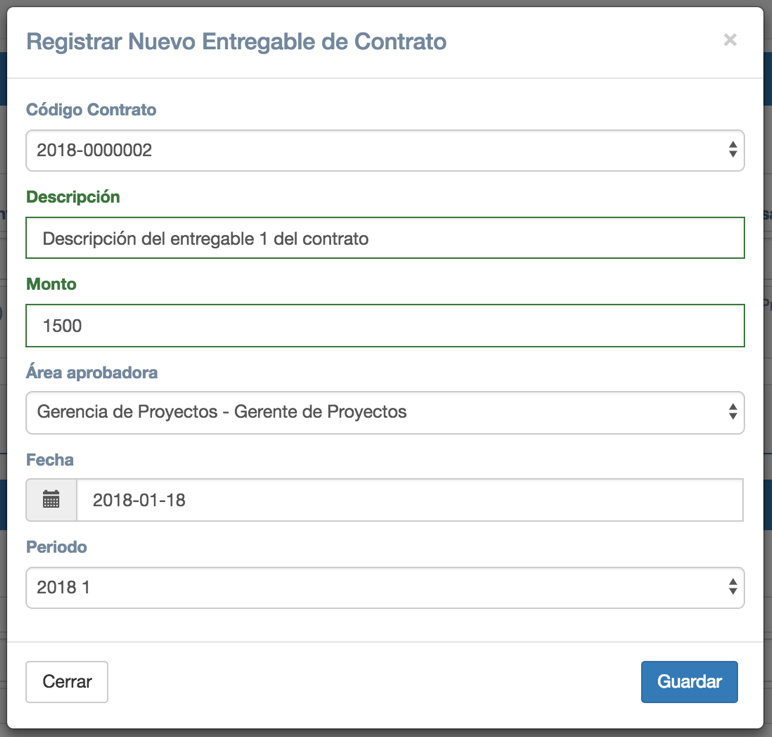 Registrar Nuevo Entregable de Contrato
×
Código Contrato
2018-0000002
Descripción
Descripción del entregable 1 del contrato
Monto
1500
Área aprobadora
Gerencia de Proyectos - Gerente de Proyectos
Fecha
2018-01-18
Periodo
2018 1
Cerrar
Guardar